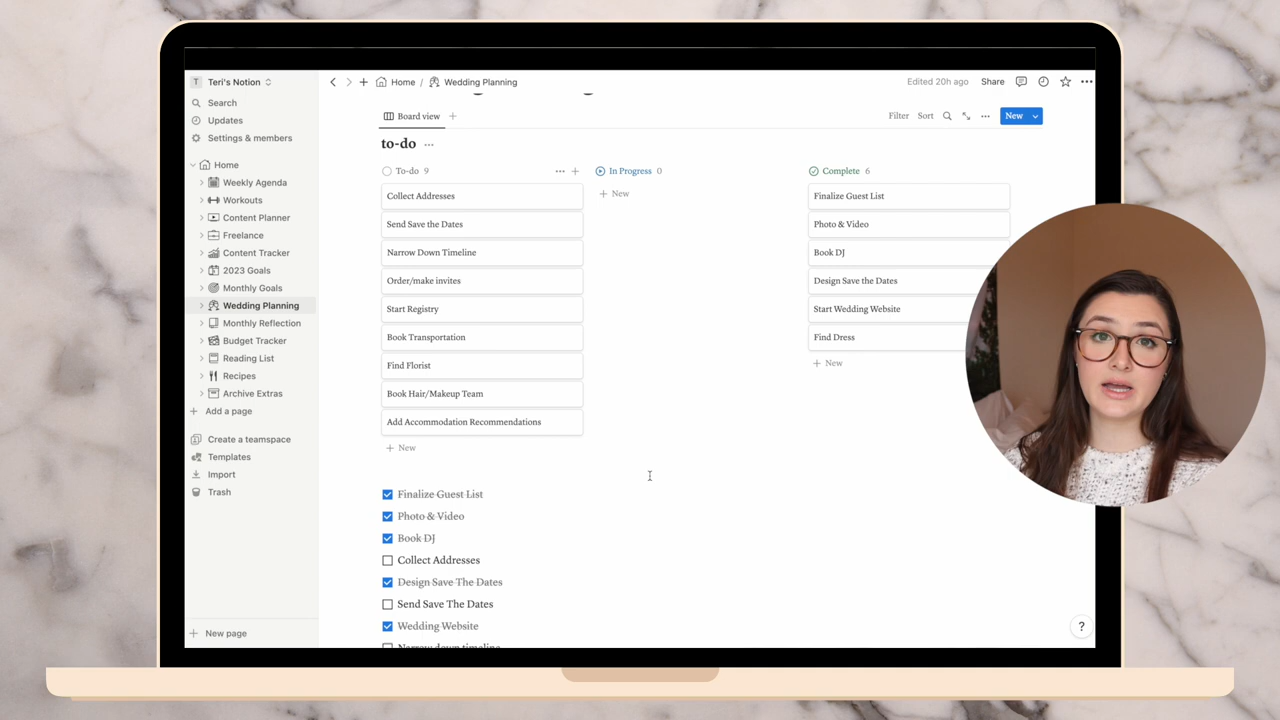 T Teri's Notion
Search
Updates
Settings & members
Home
Weekly Agenda
Workouts
Content Planner
Freelance
Content Tracker
2023 Goals
Monthly Goals
Wedding Planning
Monthly Reflection
Budget Tracker
Reading List
Recipes
Archive Extras
Add a page
Create a teamspace
Templates
Import
Trash
New page
Home / Wedding Planning
Edited 20h ago
Share
Board view
Filter Sort New
to-do
To-do 9
Collect Addresses
Send Save the Dates
Narrow Down Timeline
Order/make invites
Start Registry
Book Transportation
Find Florist
Book Hair/Makeup Team
Add Accommodation Recommendations
New
In Progress 0
New
Complete 6
Finalize Guest List
Photo & Video
Book DJ
Design Save the Dates
Start Wedding Website
Find Dress
New
Finalize Guest List
Photo & Video
Book DJ
Collect Addresses
Design Save The Dates
Send Save The Dates
Wedding Website
Narrow down timeline
?